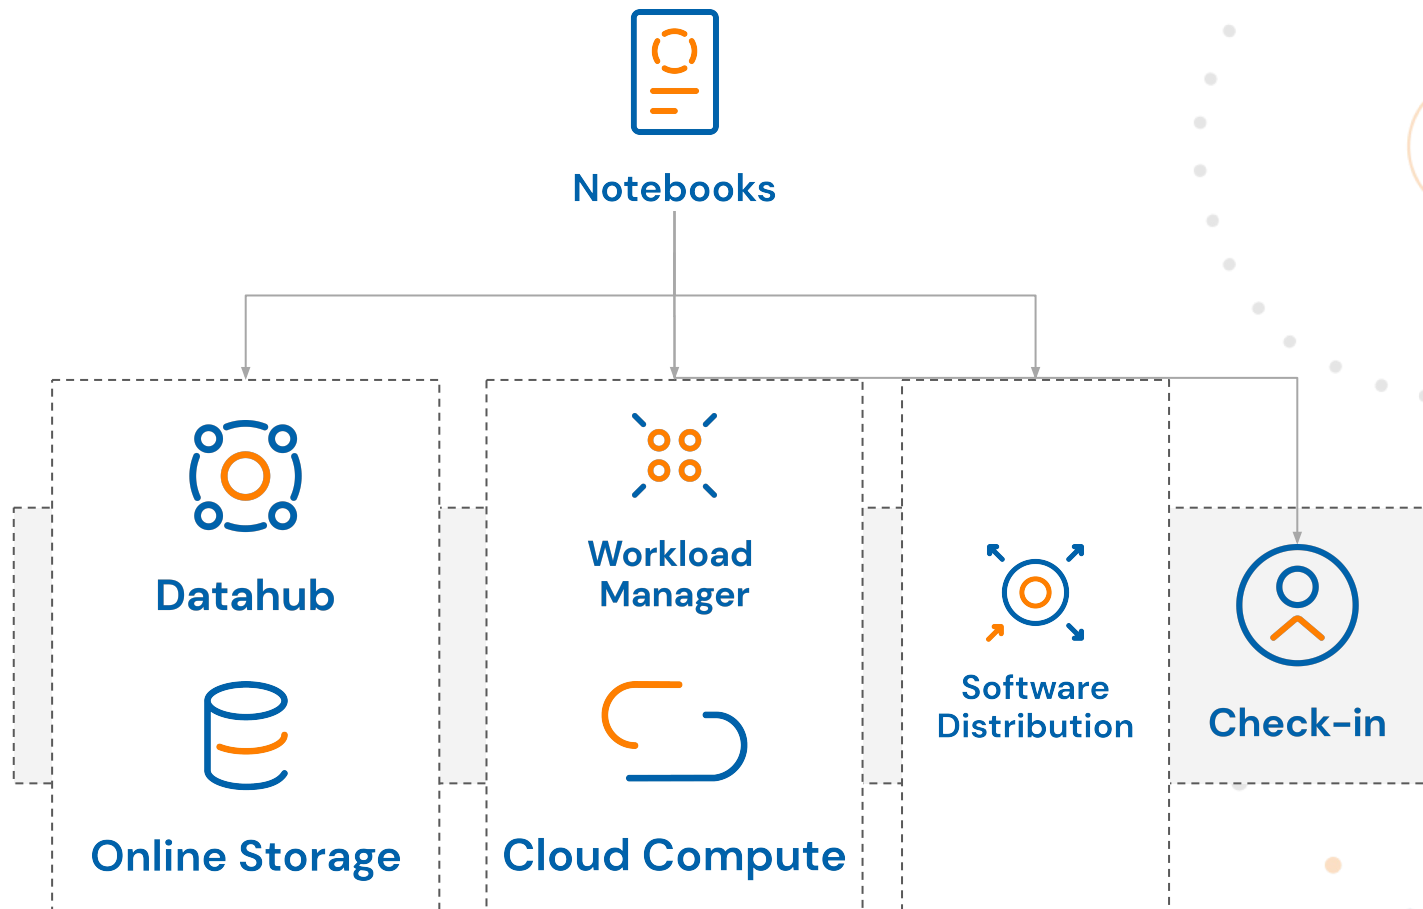 Notebooks
Datahub
Online Storage
Workload
Manager
Cloud Compute
Software
Distribution
Check-in